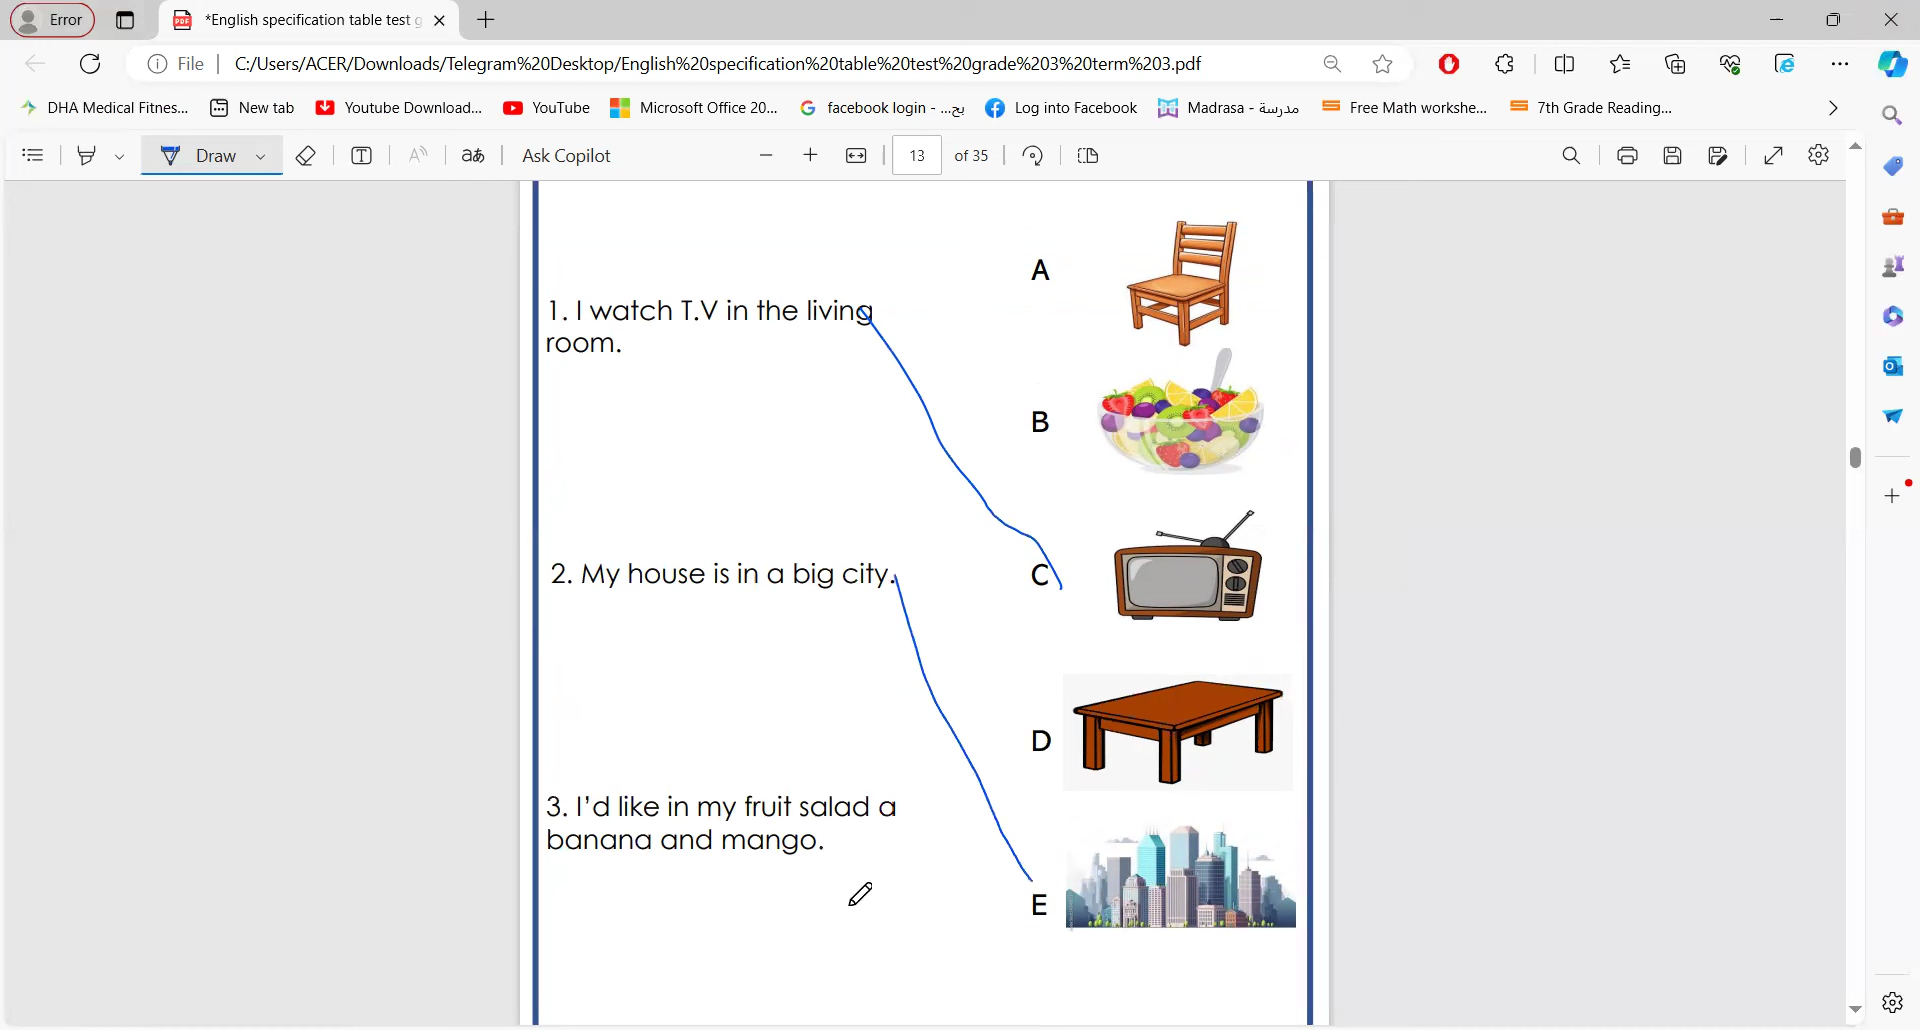 Error
*English specification table test g
File
C:/Users/ACER/Downloads/Telegram%20Desktop/English%20specification%20table%20test%20grade%203%20term%203.pdf
DHA Medical Fitnes...
New tab
Youtube Download...
YouTube
Microsoft Office 20...
facebook login - ...بح
Log into Facebook
Madrasa - مدرسة
Free Math workshe...
7th Grade Reading...
Draw
Ask Copilot
13
of 35
A
1. I watch T.V in the living
room.
B
C
2. My house is in a big city.
D
3. I'd like in my fruit salad a
banana and mango.
E